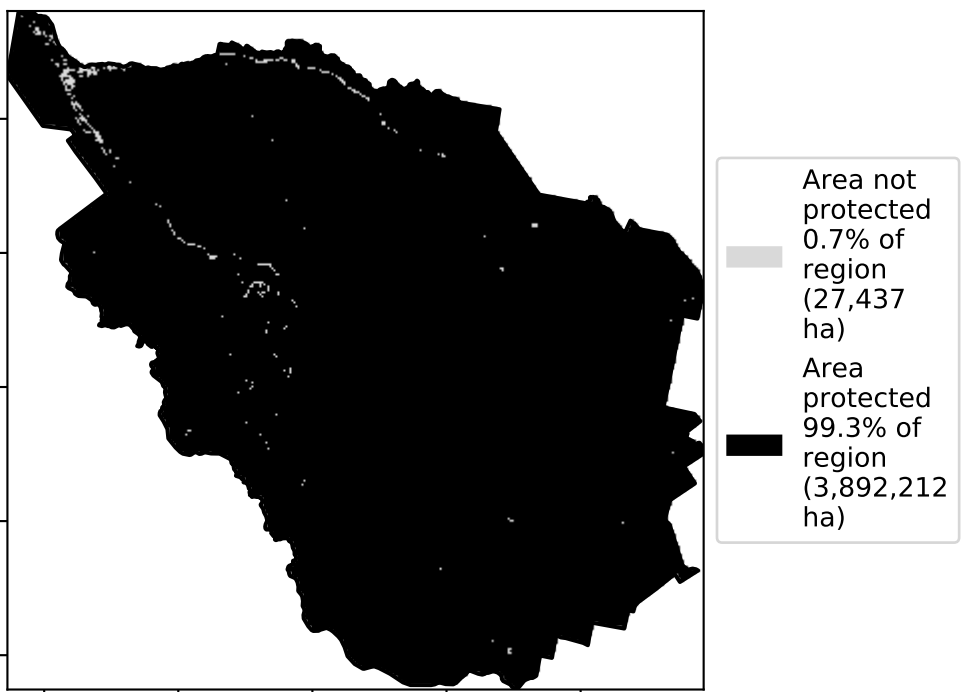 Area not
protected
0.7% of
region
(27,437
ha)
Area
protected
99.3% of
region
(3,892,212
ha)